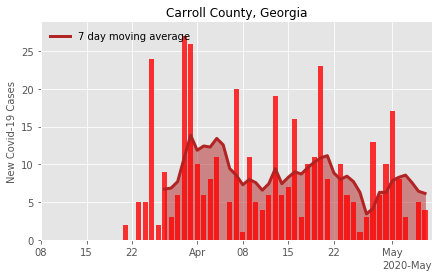 Carroll County, Georgia
7 day moving average
New Covid-19 Cases
25
20
15
10
5
0
08 15 22 Apr 08 15 22 May
2020-May